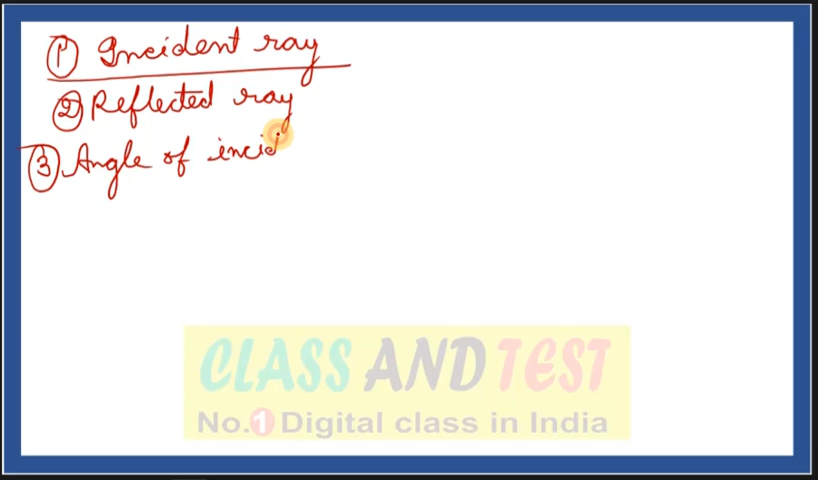 ① Incident ray
② Reflected ray
③ Angle of incid
CLASS AND TEST
No.1 Digital class in India